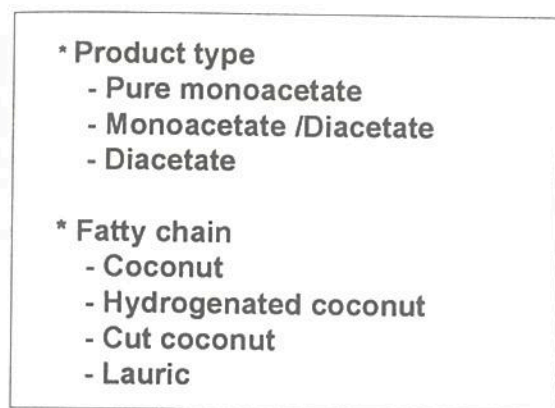 * Product type
- Pure monoacetate
- Monoacetate /Diacetate
- Diacetate
* Fatty chain
- Coconut
- Hydrogenated coconut
- Cut coconut
- Lauric